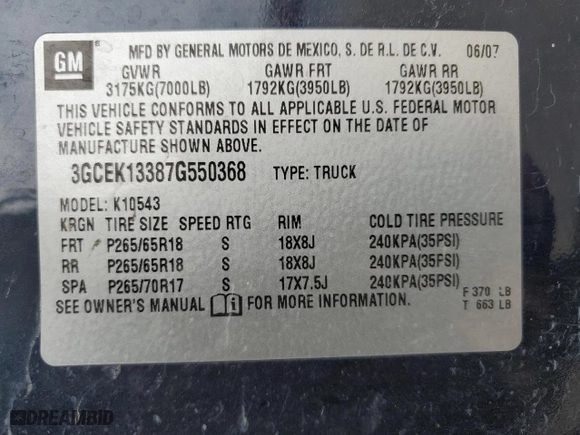 GM
MFD BY GENERAL MOTORS DE MEXICO, S. DE R.L. DE C.V. 06/07
GVWR GAWR FRT GAWR RR
3175KG(7000LB) 1792KG(3950LB) 1792KG(3950LB)
THIS VEHICLE CONFORMS TO ALL APPLICABLE U.S. FEDERAL MOTOR
VEHICLE SAFETY STANDARDS IN EFFECT ON THE DATE OF
MANUFACTURE SHOWN ABOVE.
3GCEK13387G550368 TYPE: TRUCK
MODEL: K10543
KRGN TIRE SIZE SPEED RTG RIM COLD TIRE PRESSURE
FRT P265/65R18 S 18X8J 240KPA(35PSI)
RR P265/65R18 S 18X8J 240KPA(35PSI)
SPA P265/70R17 S 17X7.5J 240KPA(35PSI)
SEE OWNER'S MANUAL FOR MORE INFORMATION.
F 370 LB
T 663 LB
DREAMBID